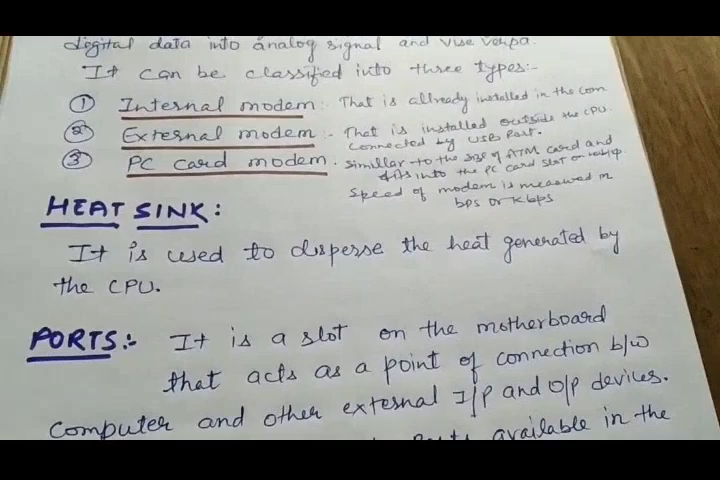 digital data into analog signal and vise verpa.
It can be classified into three types:-
① Internal modem :- That is allready installed in the com
② External modem :- That is installed outside the CPU.
Connected by USB Port.
③ PC card modem . simillar to the size of ATM card and
fits into the PC card slot on
Speed of modem is measured in
bps or Kbps
HEAT SINK:
It is used to disperse the heat generated by
the CPU.
PORTS:- It is a slot on the motherboard
that acts as a point of connection b/w
computer and other external I/P and O/P devices.
available in the